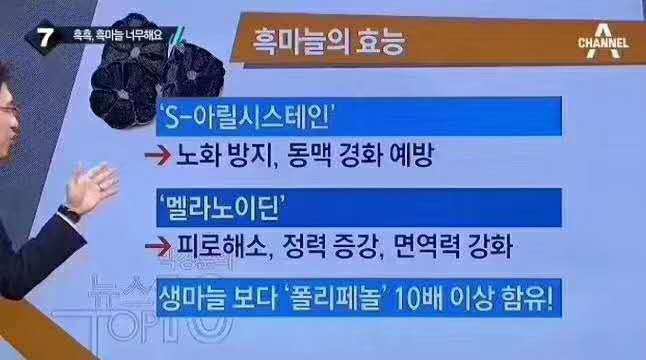 7 흑흑, 흑마늘 너무해요
CHANNEL A
흑마늘의 효능
'S-아릴시스테인'
→ 노화 방지, 동맥 경화 예방
'멜라노이딘'
→ 피로해소, 정력 증강, 면역력 강화
뉴스
TOP10
생마늘 보다 '폴리페놀' 10배 이상 함유!